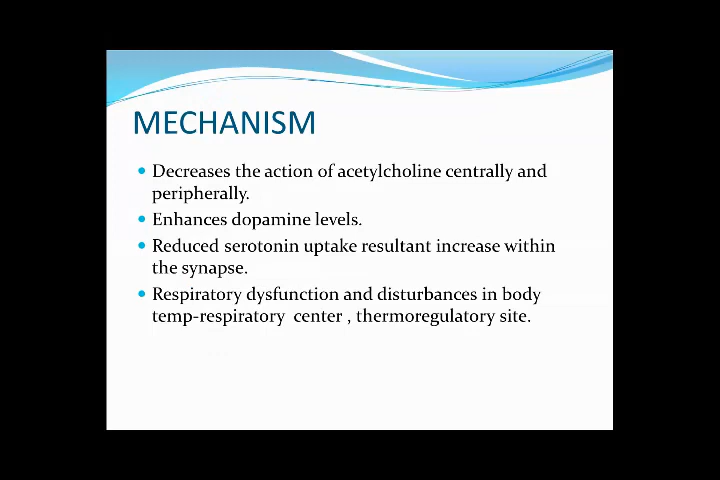 MECHANISM
Decreases the action of acetylcholine centrally and
peripherally.
Enhances dopamine levels.
Reduced serotonin uptake resultant increase within
the synapse.
Respiratory dysfunction and disturbances in body
temp-respiratory center , thermoregulatory site.